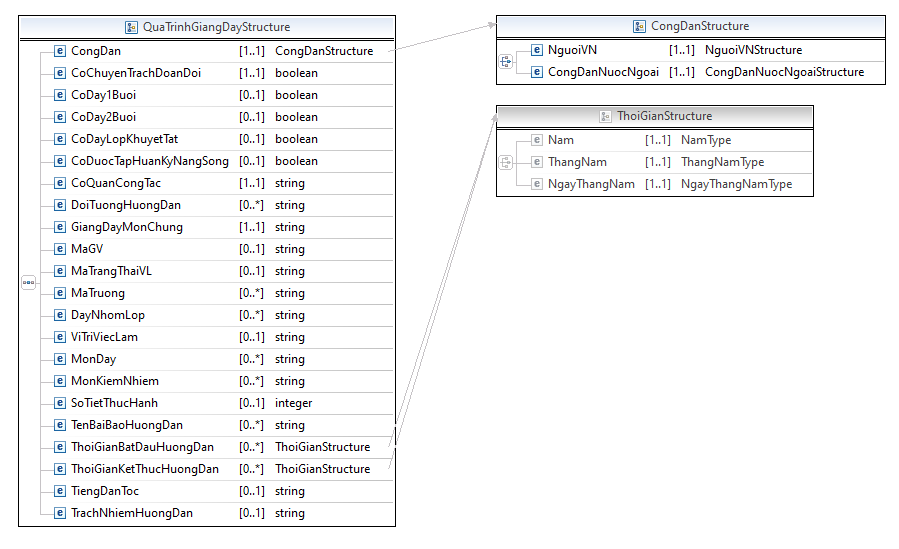 QuaTrinhGiangDayStructure
e CongDan [1..1] CongDanStructure
e CoChuyenTrachDoanDoi [1..1] boolean
e CoDay1Buoi [0..1] boolean
e CoDay2Buoi [0..1] boolean
e CoDayLopKhuyetTat [0..1] boolean
e CoDuocTapHuanKyNangSong [0..1] boolean
e CoQuanCongTac [1..1] string
e DoiTuongHuongDan [0..*] string
e GiangDayMonChung [1..1] string
e MaGV [0..1] string
e MaTrangThaiVL [0..1] string
e MaTruong [0..*] string
e DayNhomLop [0..*] string
e ViTriViecLam [0..1] string
e MonDay [0..*] string
e MonKiemNhiem [0..*] string
e SoTietThucHanh [0..1] integer
e TenBaiBaoHuongDan [0..*] string
e ThoiGianBatDauHuongDan [0..*] ThoiGianStructure
e ThoiGianKetThucHuongDan [0..*] ThoiGianStructure
e TiengDanToc [0..1] string
e TrachNhiemHuongDan [0..1] string
CongDanStructure
e NguoiVN [1..1] NguoiVNStructure
e CongDanNuocNgoai [1..1] CongDanNuocNgoaiStructure
ThoiGianStructure
e Nam [1..1] NamType
e ThangNam [1..1] ThangNamType
e NgayThangNam [1..1] NgayThangNamType